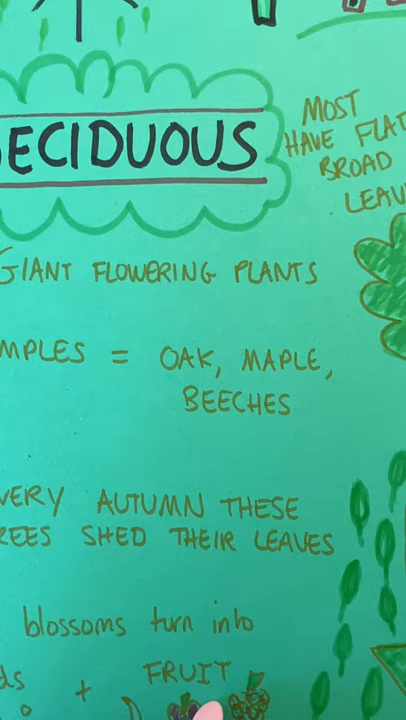 ECIDUOUS
MOST
HAVE FLAT
BROAD
LEAV
GIANT FLOWERING PLANTS
MPLES = OAK, MAPLE,
BEECHES
VERY AUTUMN THESE
REES SHED THEIR LEAVES
blossoms turn into
ds + FRUIT